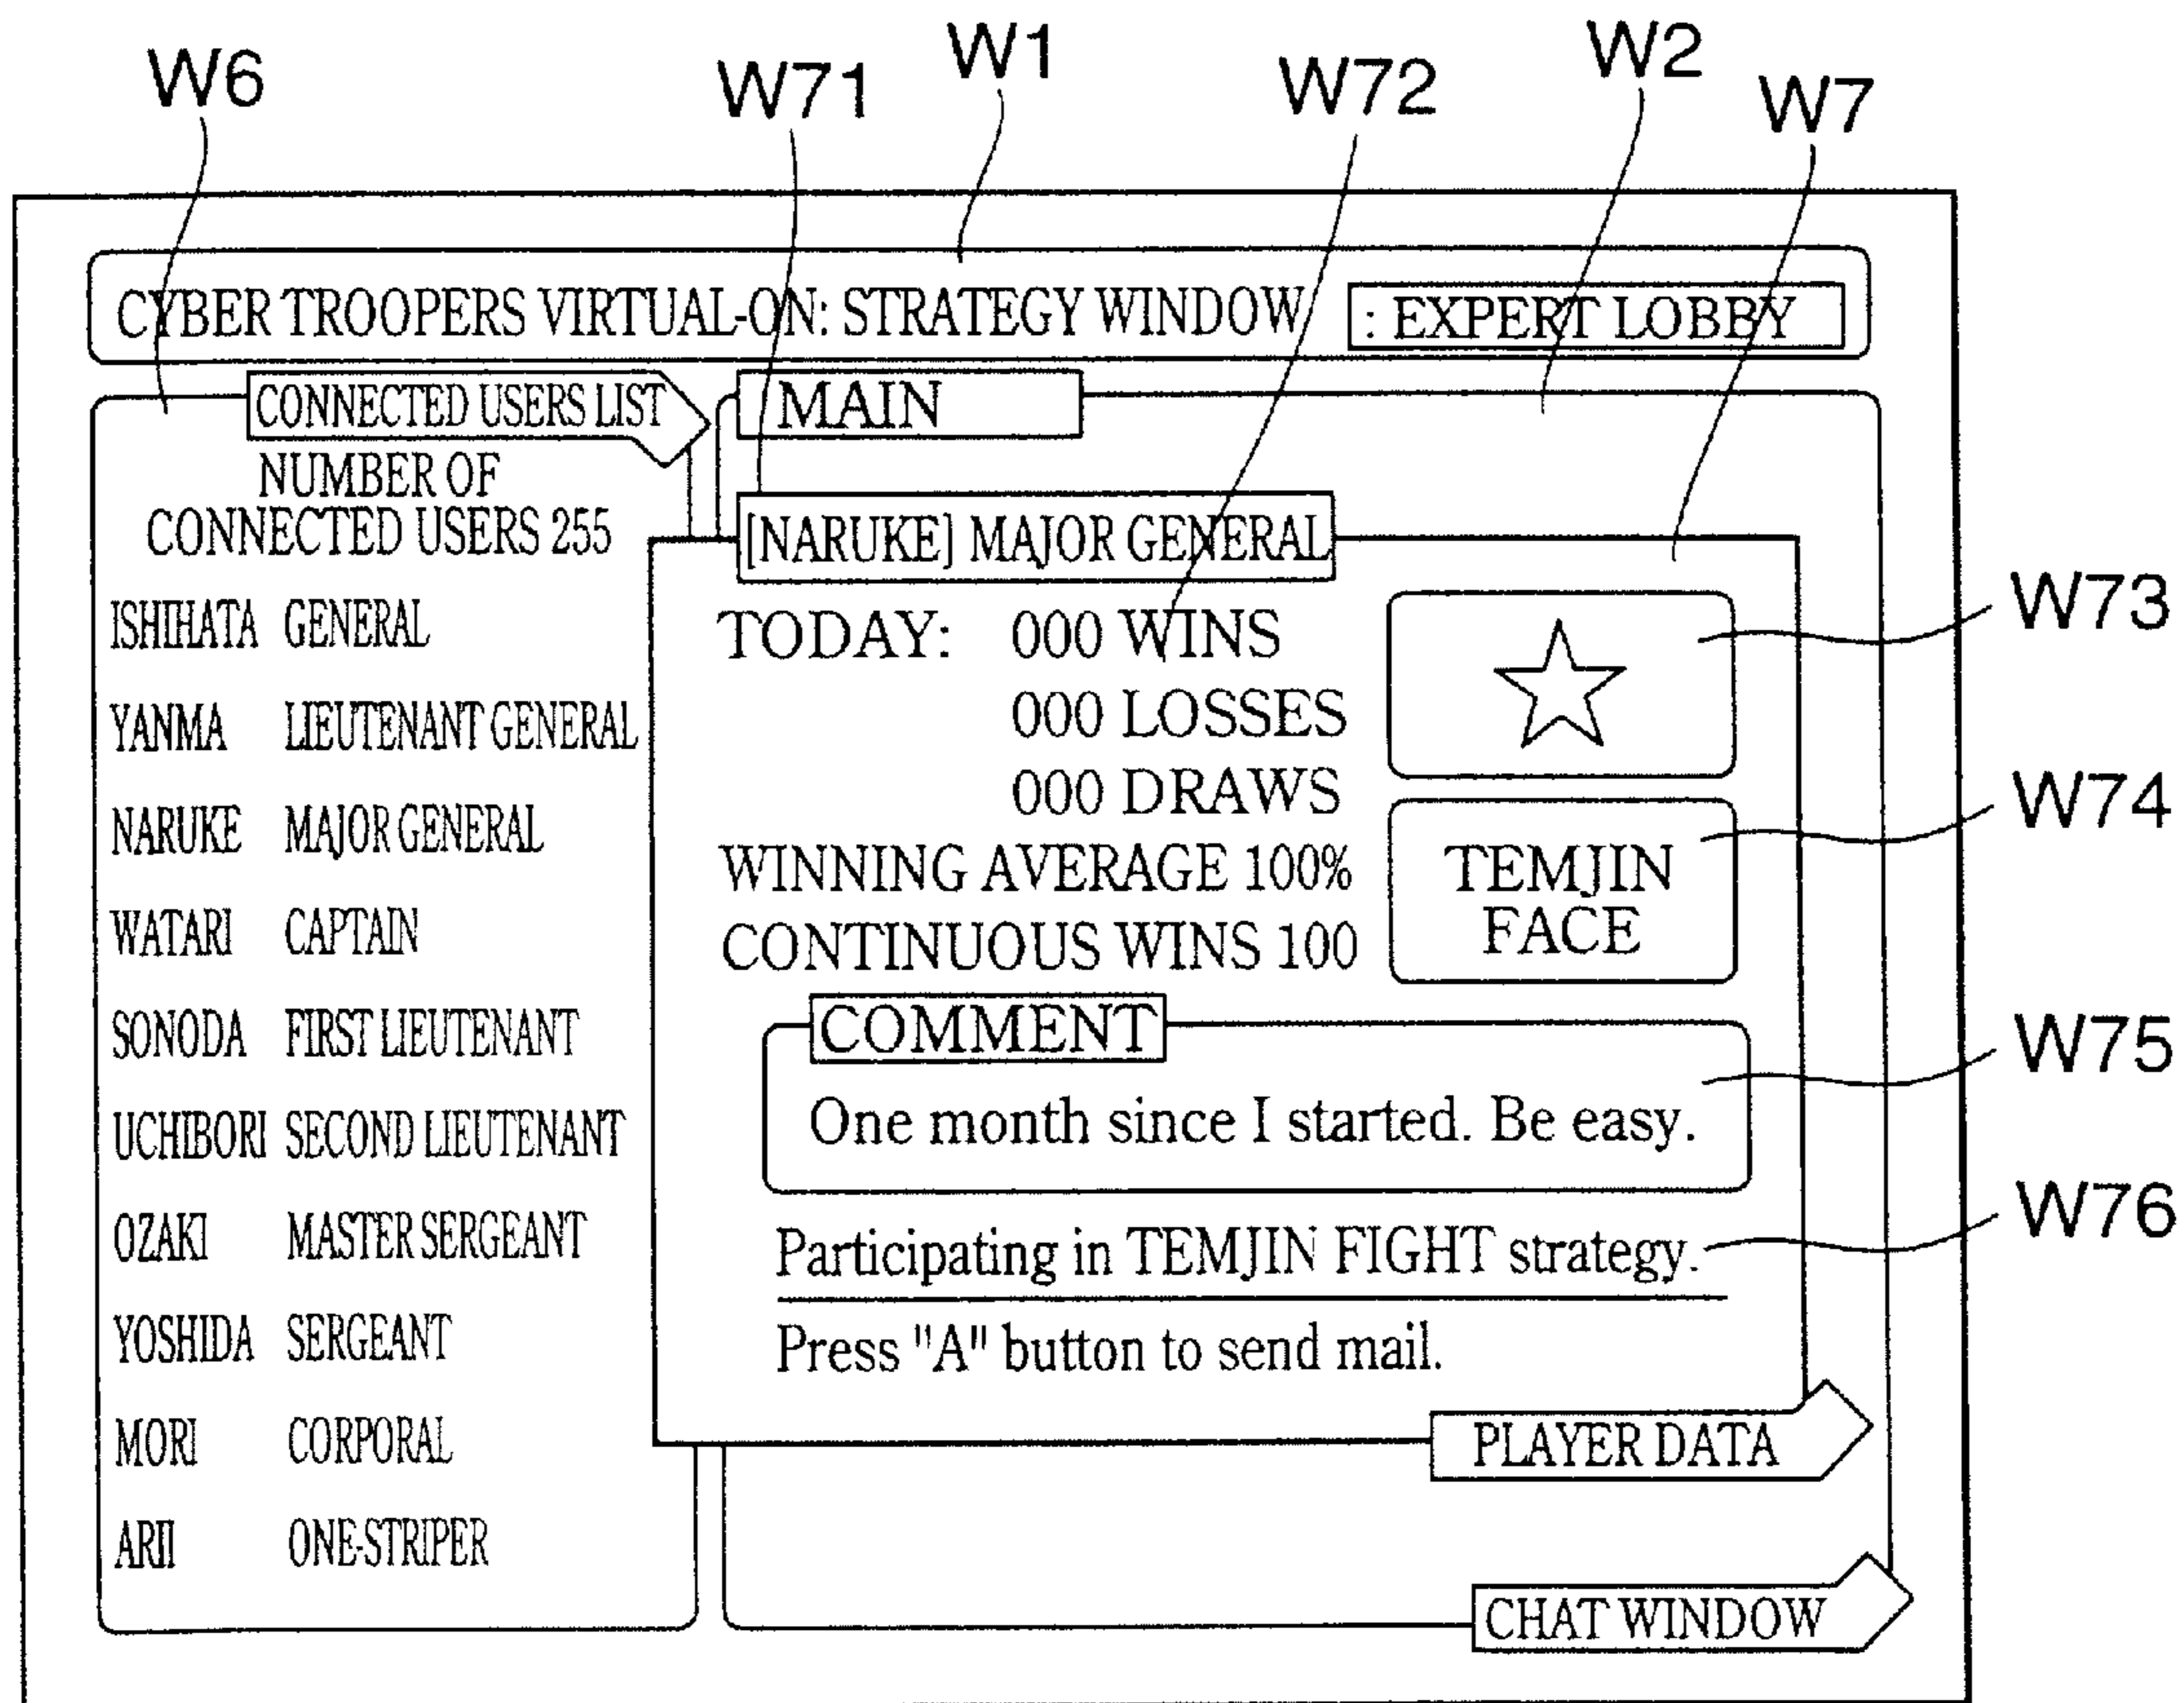 W6
W71
W1
W72
W2
W7
CYBER TROOPERS VIRTUAL-ON: STRATEGY WINDOW : EXPERT LOBBY
CONNECTED USERS LIST
NUMBER OF
CONNECTED USERS 255
ISHIHATA GENERAL
YANMA LIEUTENANT GENERAL
NARUKE MAJOR GENERAL
WATARI CAPTAIN
SONODA FIRST LIEUTENANT
UCHIBORI SECOND LIEUTENANT
OZAKI MASTER SERGEANT
YOSHIDA SERGEANT
MORI CORPORAL
ARII ONE-STRIPER
MAIN
[NARUKE] MAJOR GENERAL
TODAY: 000 WINS
000 LOSSES
000 DRAWS
WINNING AVERAGE 100%
CONTINUOUS WINS 100
W73
TEMJIN
FACE
W74
COMMENT
One month since I started. Be easy.
W75
Participating in TEMJIN FIGHT strategy.
W76
Press "A" button to send mail.
PLAYER DATA
CHAT WINDOW